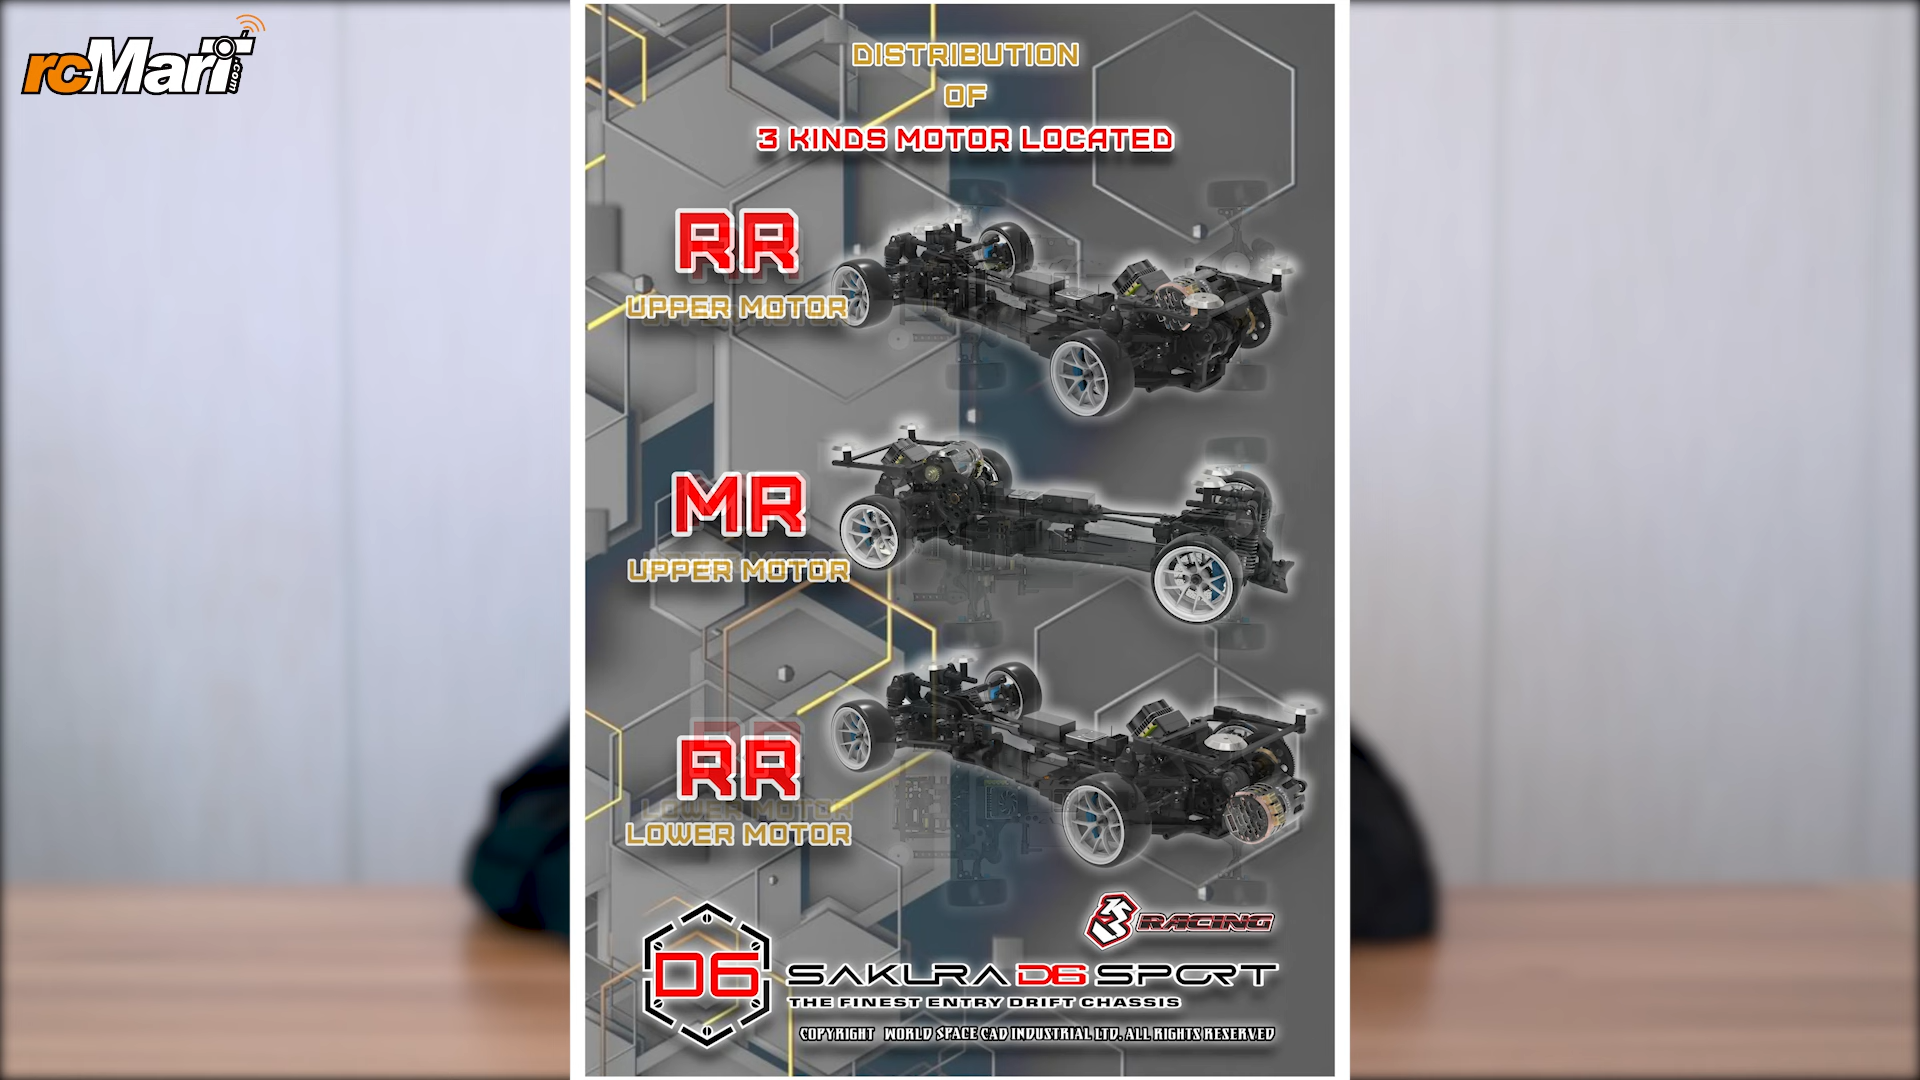 rcMart.com
DISTRIBUTION
OF
3 KINDS MOTOR LOCATED
RR
UPPER MOTOR
MR
UPPER MOTOR
RR
LOWER MOTOR
3RACING
D6
SAKURA D6 SPORT
THE FINEST ENTRY DRIFT CHASSIS
COPYRIGHT WORLD SPACE CAD INDUSTRIAL LTD. ALL RIGHTS RESERVED